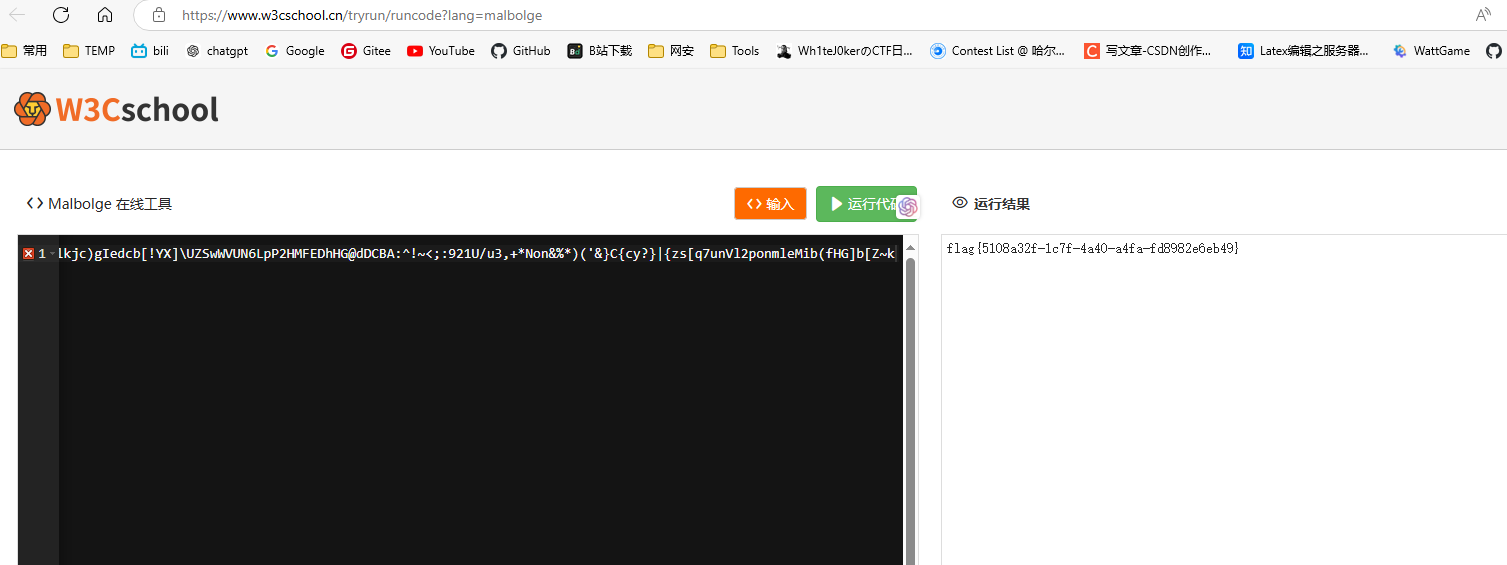 https://www.w3cschool.cn/tryrun/runcode?lang=malbolge
常用 TEMP bili chatgpt Google Gitee YouTube GitHub B站下载 网安 Tools Wh1teJ0kerのCTF日... Contest List @ 哈尔... 写文章-CSDN创作... Latex编辑之服务器... WattGame
W3Cschool
Malbolge 在线工具 输入 运行代码 运行结果
1 lkjc)gIedcb[!YX]\UZSwWVUN6LpP2HMFEDhHG@dDCBA:^!~<;:921U/u3,+*Non&%*)('&}C{cy?}|{zs[q7unVl2ponmleMib(fHG]b[Z~k
flag{5108a32f-1c7f-4a40-a4fa-fd8982e6eb49}